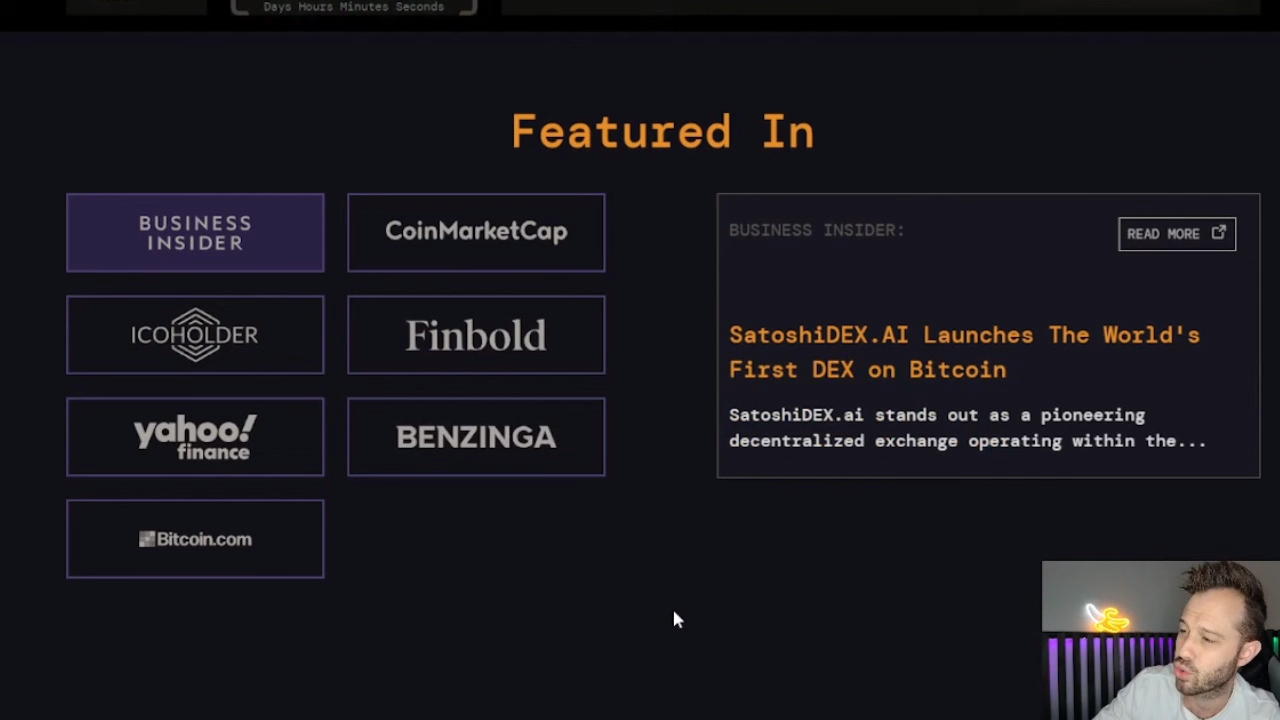 Days Hours Minutes Seconds
Featured In
BUSINESS
INSIDER
CoinMarketCap
ICOHOLDER
Finbold
yahoo!
finance
BENZINGA
Bitcoin.com
BUSINESS INSIDER:
READ MORE
SatoshiDEX.AI Launches The World's
First DEX on Bitcoin
SatoshiDEX.ai stands out as a pioneering
decentralized exchange operating within the...